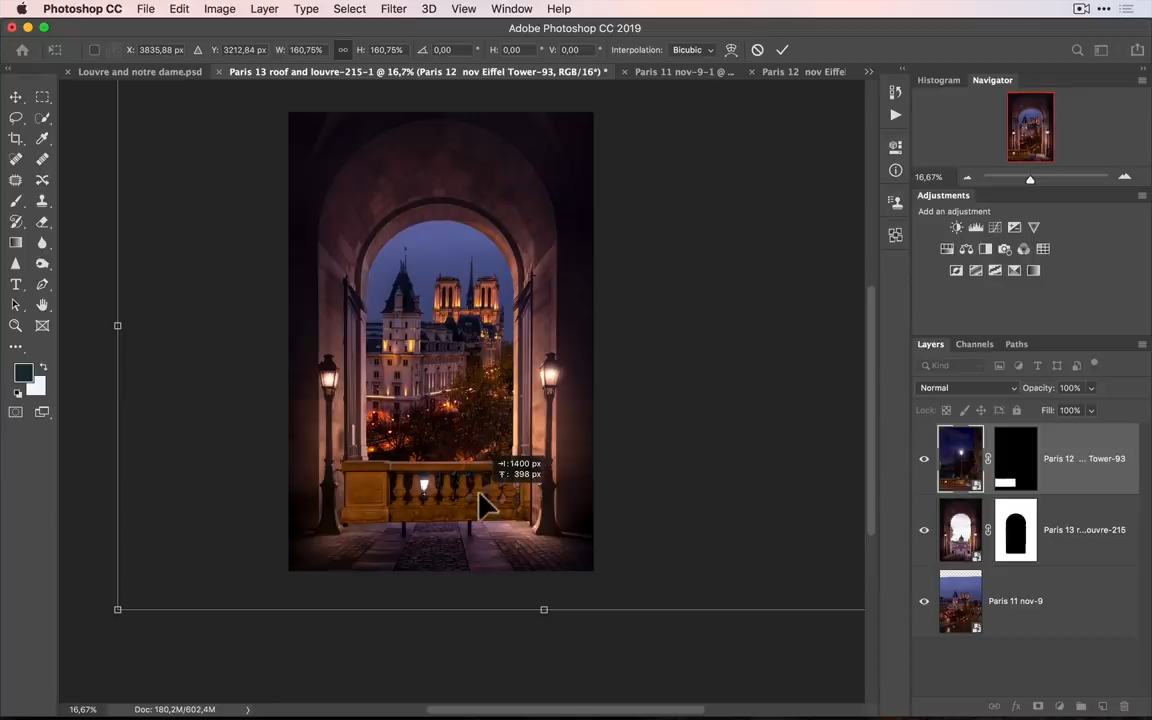 Photoshop CC File Edit Image Layer Type Select Filter 3D View Window Help
Adobe Photoshop CC 2019
X: 3835,88 px Y: 3212,84 px W: 160,75% H: 160,75% 0,00 ° H: 0,00 ° V: 0,00 ° Interpolation: Bicubic
Louvre and notre dame.psd Paris 13 roof and louvre-215-1 @ 16,7% (Paris 12 nov Eiffel Tower-93, RGB/16*) * Paris 11 nov-9-1 @ ... Paris 12 nov Eiffel
Histogram Navigator
16,67%
Adjustments
Add an adjustment
Layers Channels Paths
Kind
Normal Opacity: 100%
Lock: Fill: 100%
Paris 12 ... Tower-93
:1400 px
: 398 px
Paris 13 r...ouvre-215
Paris 11 nov-9
16,67% Doc: 180,2M/602,4M